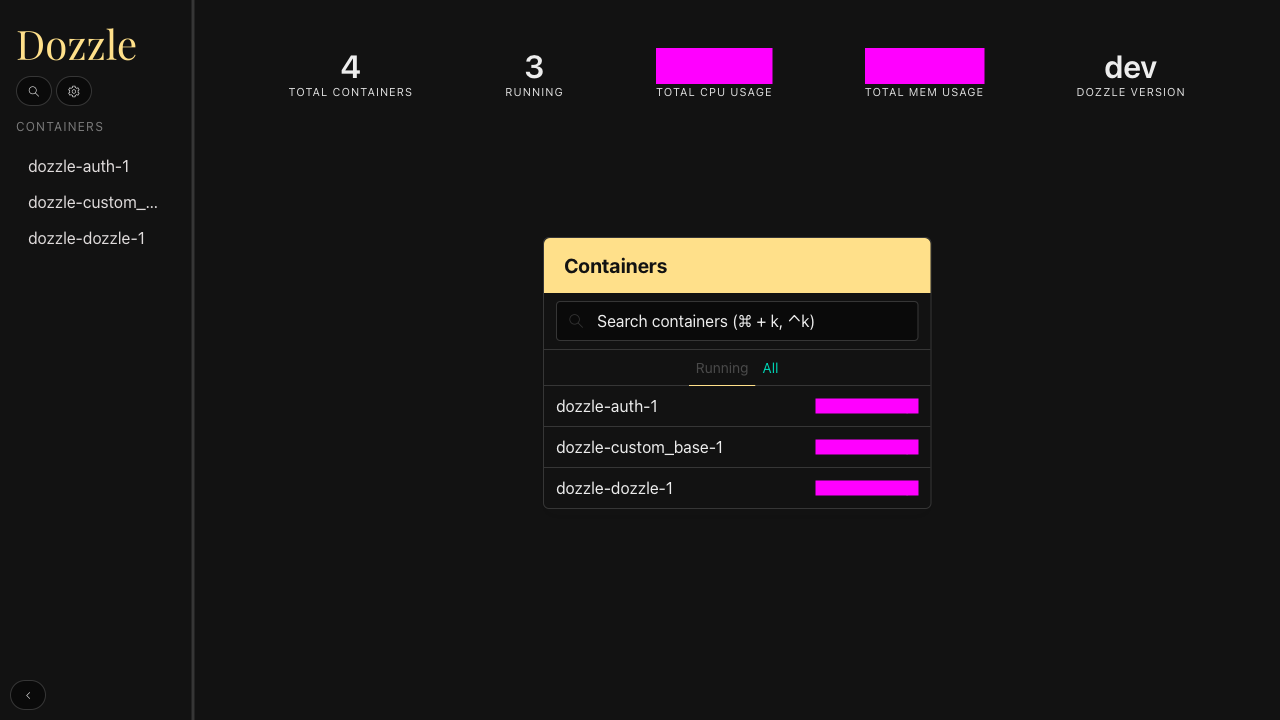 Dozzle
CONTAINERS
dozzle-auth-1
dozzle-custom_...
dozzle-dozzle-1
4
TOTAL CONTAINERS
3
RUNNING
TOTAL CPU USAGE
TOTAL MEM USAGE
dev
DOZZLE VERSION
Containers
Search containers (⌘ + k, ^k)
Running All
dozzle-auth-1
dozzle-custom_base-1
dozzle-dozzle-1